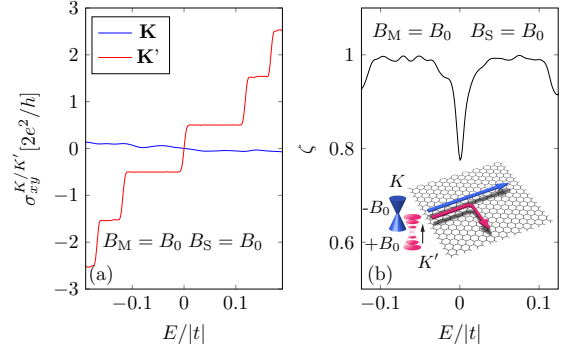 K
K'
σ_xy^{K/K'} [2e²/h]
3
2
1
0
−1
−2
−3
B_M = B_0 B_S = B_0
(a)
−0.1 0 0.1
E/|t|
B_M = B_0 B_S = B_0
ζ
1
0.8
0.6
K
-B_0
+B_0
K'
(b)
−0.1 0 0.1
E/|t|